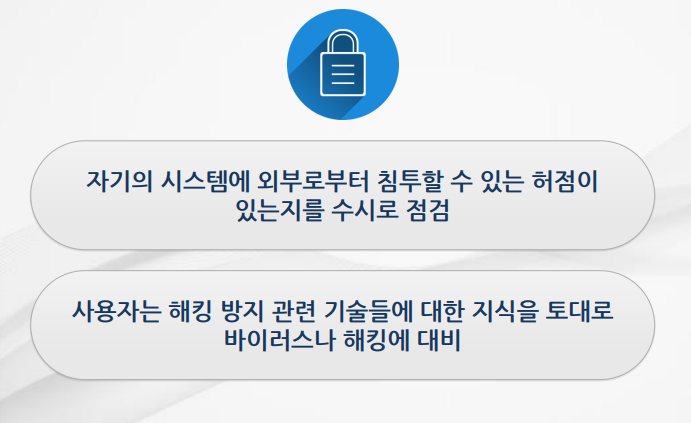 자기의 시스템에 외부로부터 침투할 수 있는 허점이
있는지를 수시로 점검
사용자는 해킹 방지 관련 기술들에 대한 지식을 토대로
바이러스나 해킹에 대비